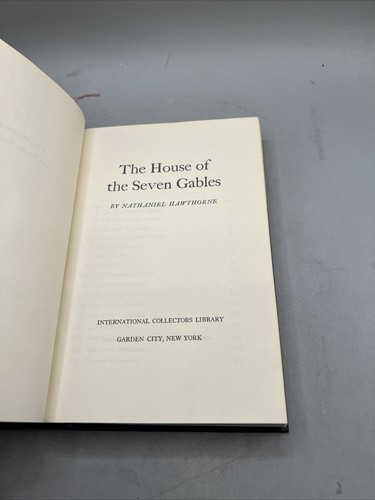 The House of
the Seven Gables
BY NATHANIEL HAWTHORNE
INTERNATIONAL COLLECTORS LIBRARY
GARDEN CITY, NEW YORK